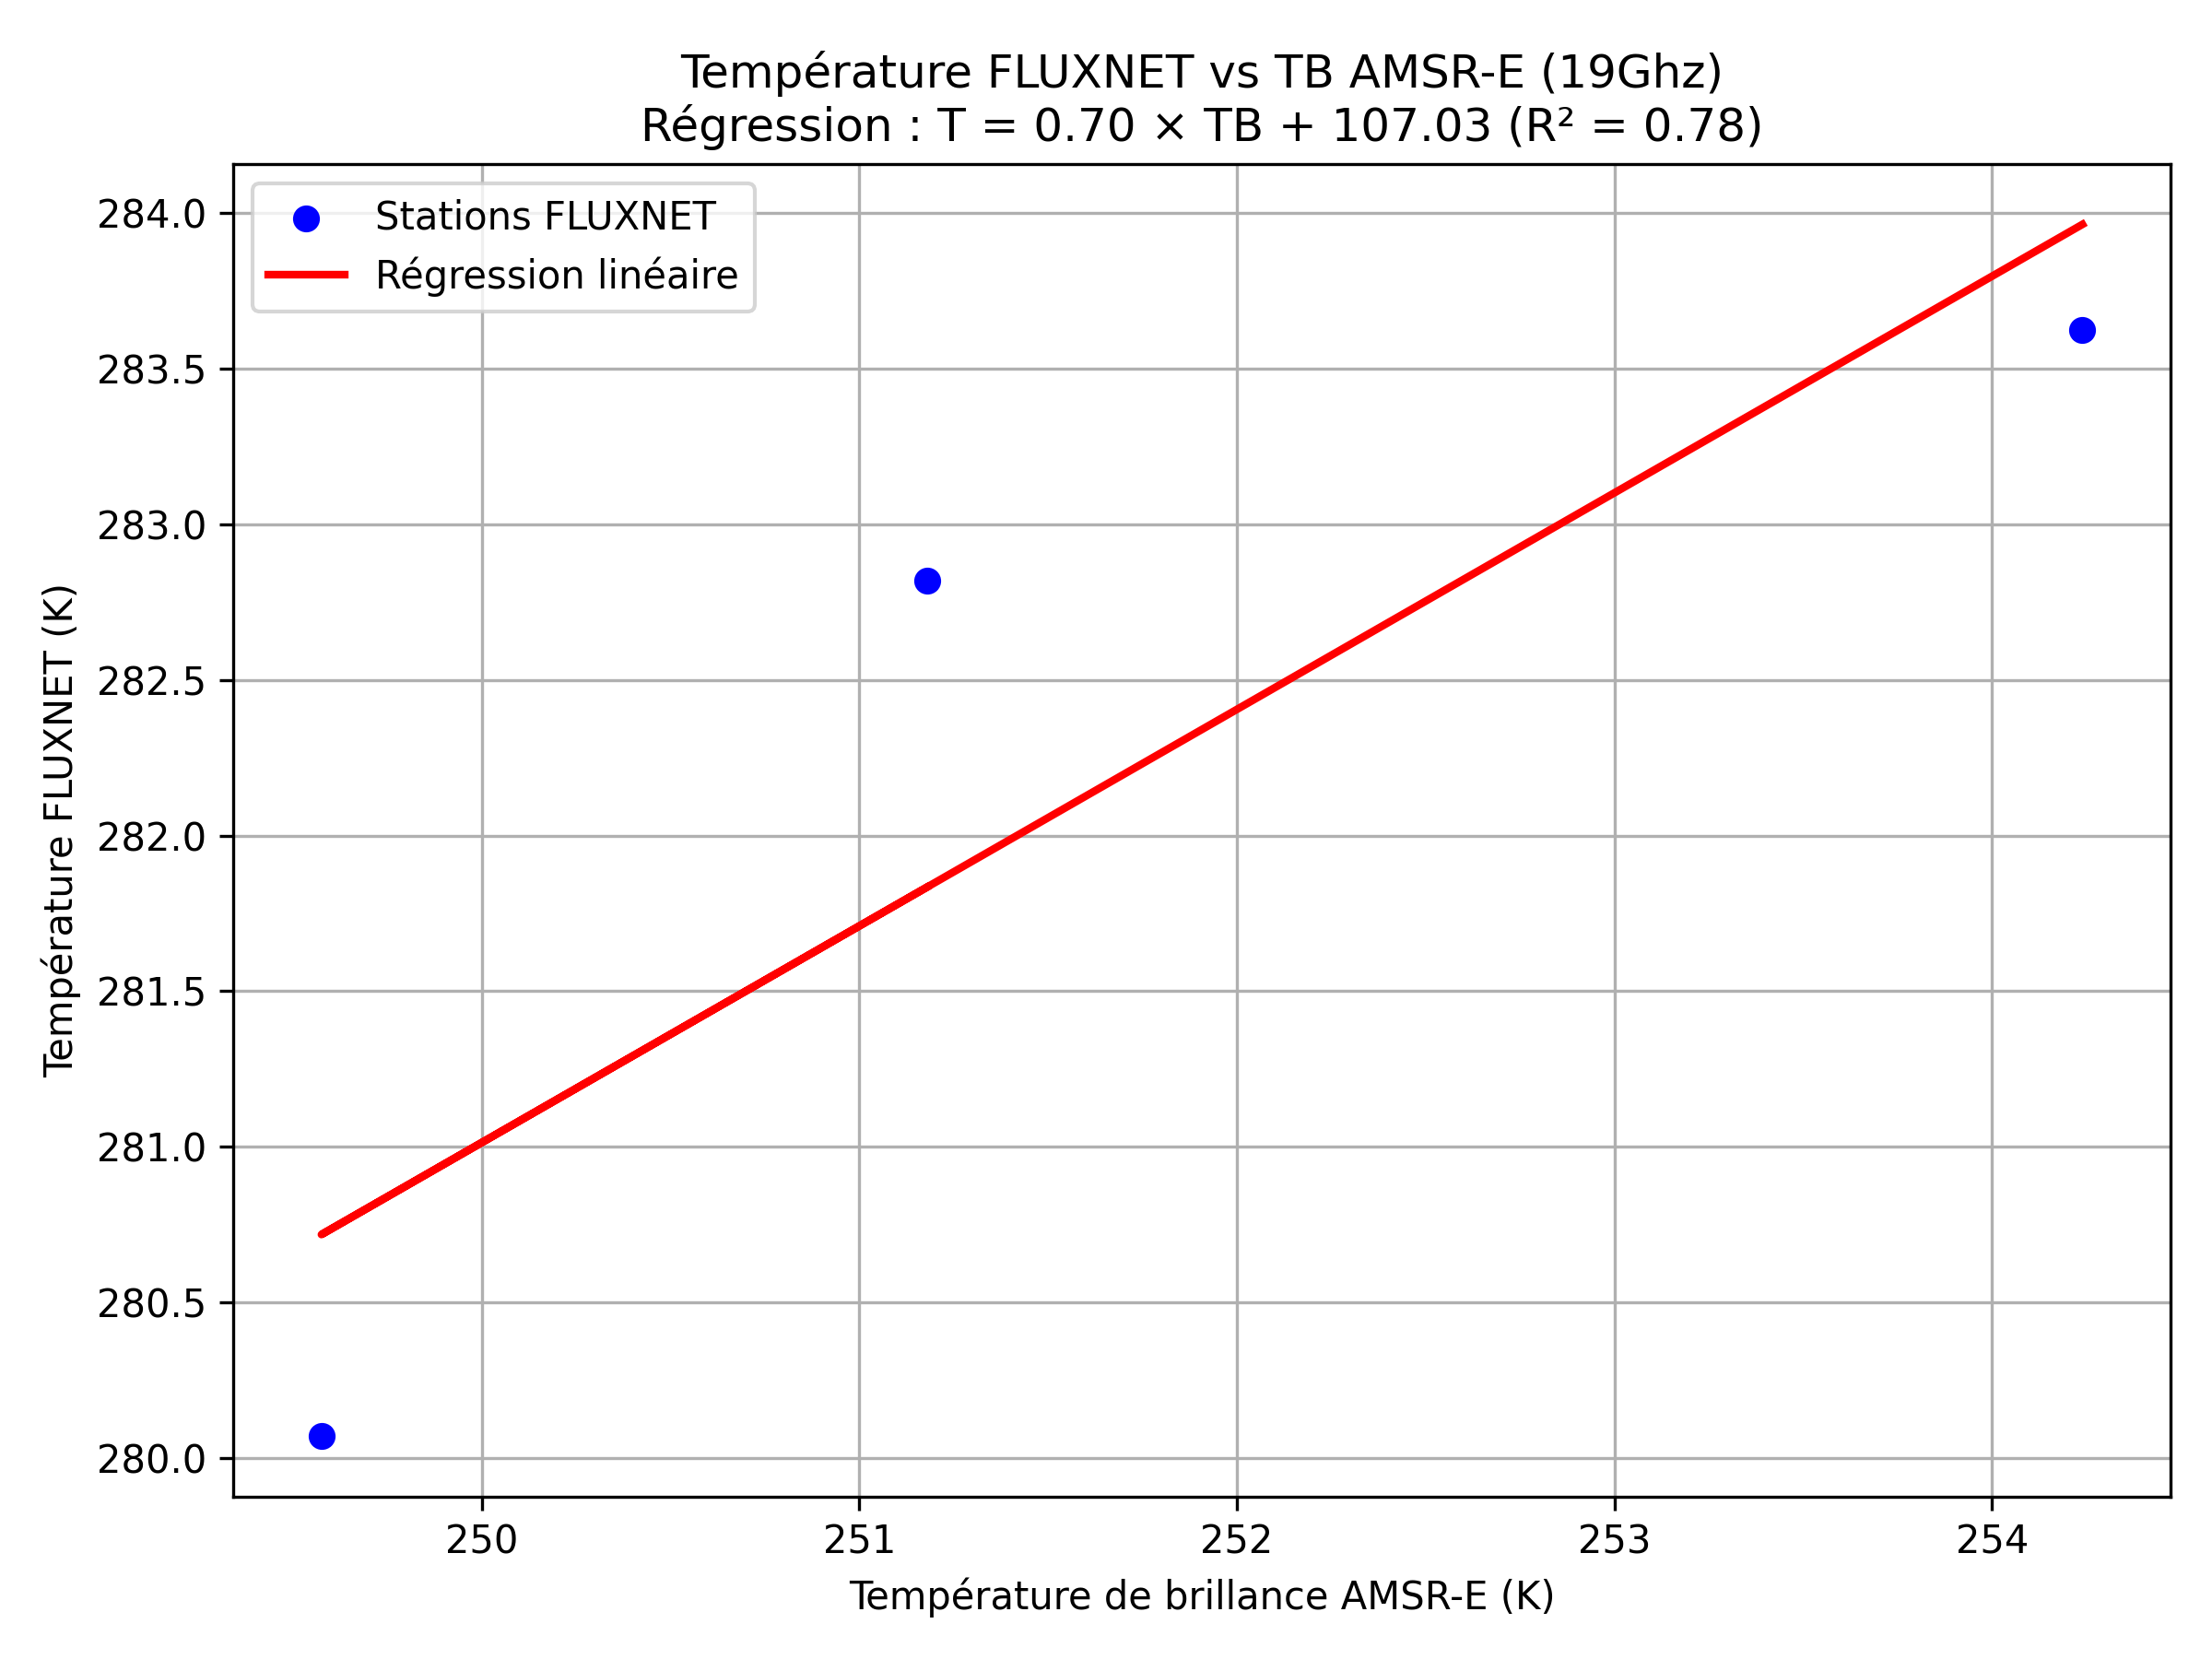 Température FLUXNET vs TB AMSR-E (19Ghz)
Régression : T = 0.70 × TB + 107.03 (R² = 0.78)
Stations FLUXNET
Régression linéaire
284.0
283.5
283.0
282.5
282.0
281.5
281.0
280.5
280.0
Température FLUXNET (K)
250
251
252
253
254
Température de brillance AMSR-E (K)